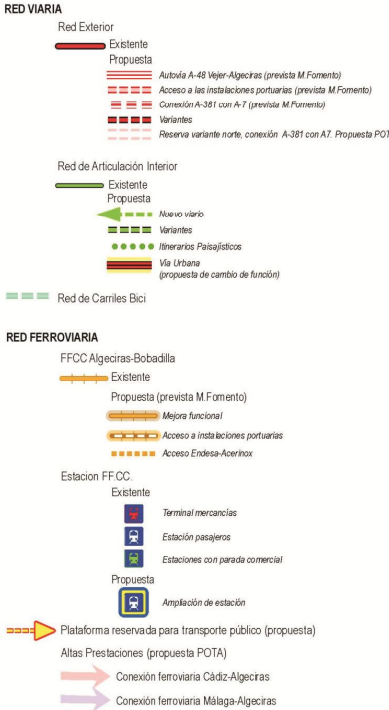 RED VIARIA
Red Exterior
Existente
Propuesta
Autovía A-48 Vejer-Algeciras (prevista M.Fomento)
Acceso a las instalaciones portuarias (prevista M.Fomento)
Conexión A-381 con A-7 (prevista M.Fomento)
Variantes
Reserva variante norte, conexión A-381 con A7. Propuesta POTA
Red de Articulación Interior
Existente
Propuesta
Nuevo viario
Variantes
Itinerarios Paisajísticos
Vía Urbana
(propuesta de cambio de función)
Red de Carriles Bici
RED FERROVIARIA
FFCC Algeciras-Bobadilla
Existente
Propuesta (prevista M.Fomento)
Mejora funcional
Acceso a instalaciones portuarias
Acceso Endesa-Acerinox
Estacion FF.CC.
Existente
Terminal mercancías
Estación pasajeros
Estaciones con parada comercial
Propuesta
Ampliación de estación
Plataforma reservada para transporte público (propuesta)
Altas Prestaciones (propuesta POTA)
Conexión ferroviaria Cádiz-Algeciras
Conexión ferroviaria Málaga-Algeciras